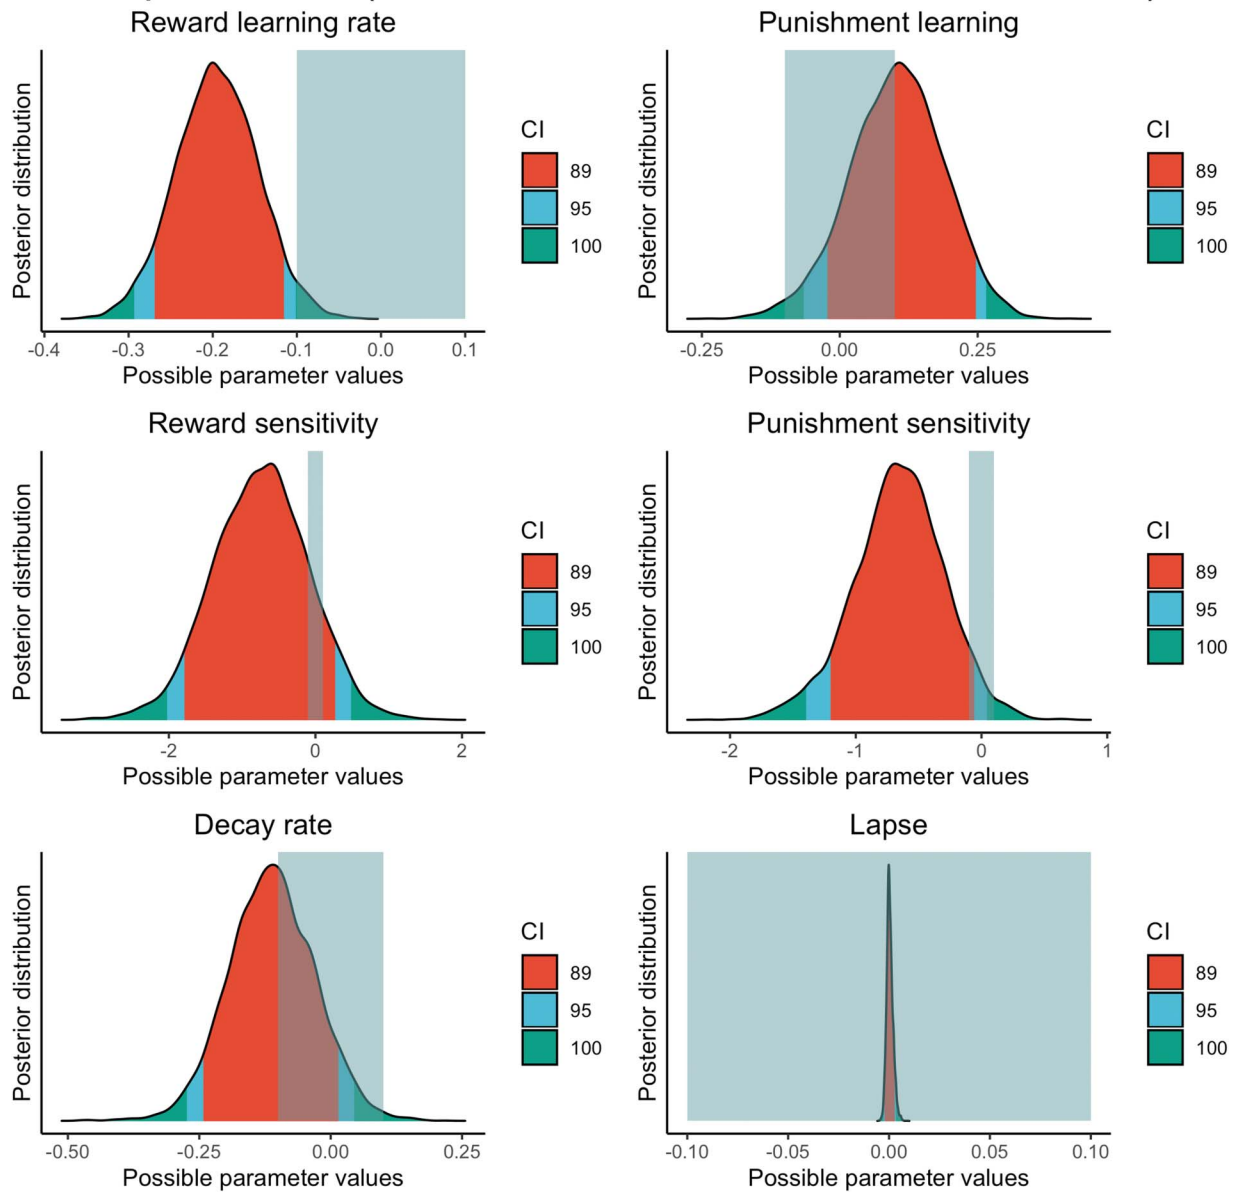 Reward learning rate
Posterior distribution
CI
89
95
100
-0.4 -0.3 -0.2 -0.1 0.0 0.1
Possible parameter values
Punishment learning
Posterior distribution
CI
89
95
100
-0.25 0.00 0.25
Possible parameter values
Reward sensitivity
Posterior distribution
CI
89
95
100
-2 0 2
Possible parameter values
Punishment sensitivity
Posterior distribution
CI
89
95
100
-2 -1 0 1
Possible parameter values
Decay rate
Posterior distribution
CI
89
95
100
-0.50 -0.25 0.00 0.25
Possible parameter values
Lapse
Posterior distribution
CI
89
95
100
-0.10 -0.05 0.00 0.05 0.10
Possible parameter values